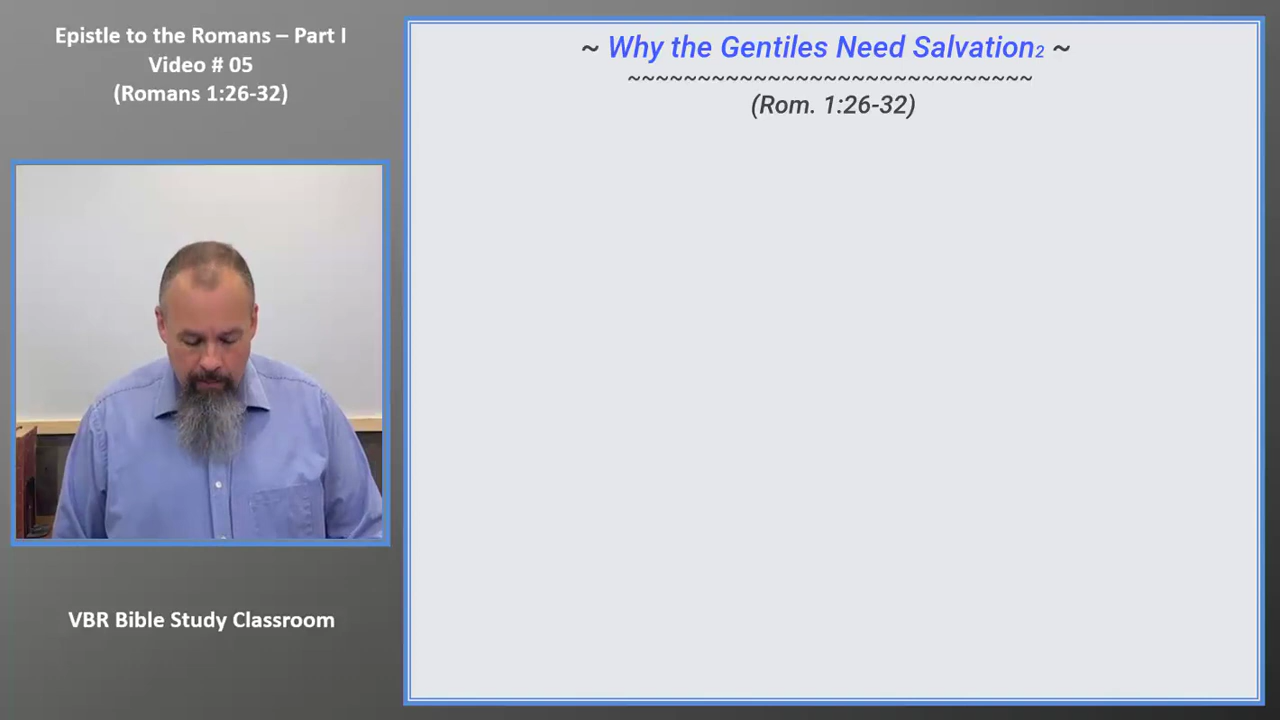 Epistle to the Romans – Part I
Video # 05
(Romans 1:26-32)
~ Why the Gentiles Need Salvation2 ~
~~~~~~~~~~~~~~~~~~~~~~~~~~~~~
(Rom. 1:26-32)
VBR Bible Study Classroom